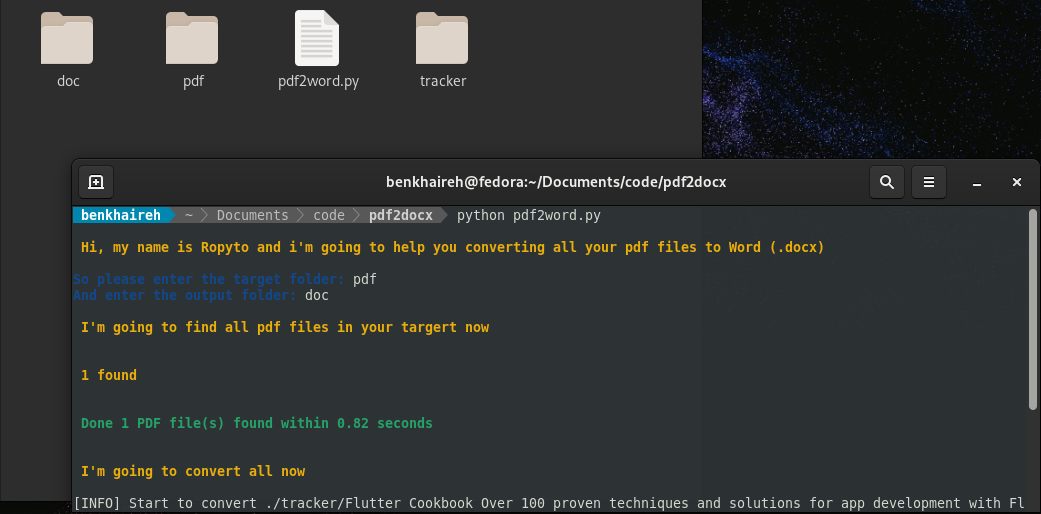 doc
pdf
pdf2word.py
tracker
benkhaireh@fedora:~/Documents/code/pdf2docx
benkhaireh ~ Documents code pdf2docx python pdf2word.py
Hi, my name is Ropyto and i'm going to help you converting all your pdf files to Word (.docx)
So please enter the target folder: pdf
And enter the output folder: doc
I'm going to find all pdf files in your targert now
1 found
Done 1 PDF file(s) found within 0.82 seconds
I'm going to convert all now
[INFO] Start to convert ./tracker/Flutter Cookbook Over 100 proven techniques and solutions for app development with Fl